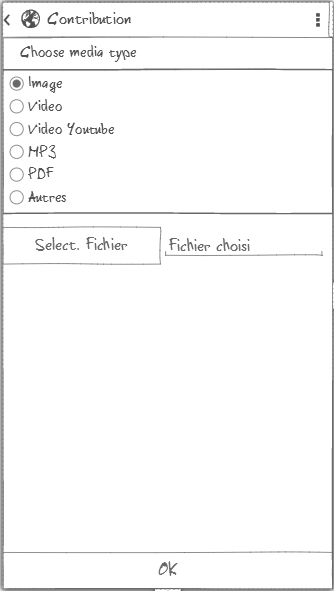 Contribution
Choose media type
Image
Video
Video Youtube
MP3
PDF
Autres
Select. Fichier
Fichier choisi
OK